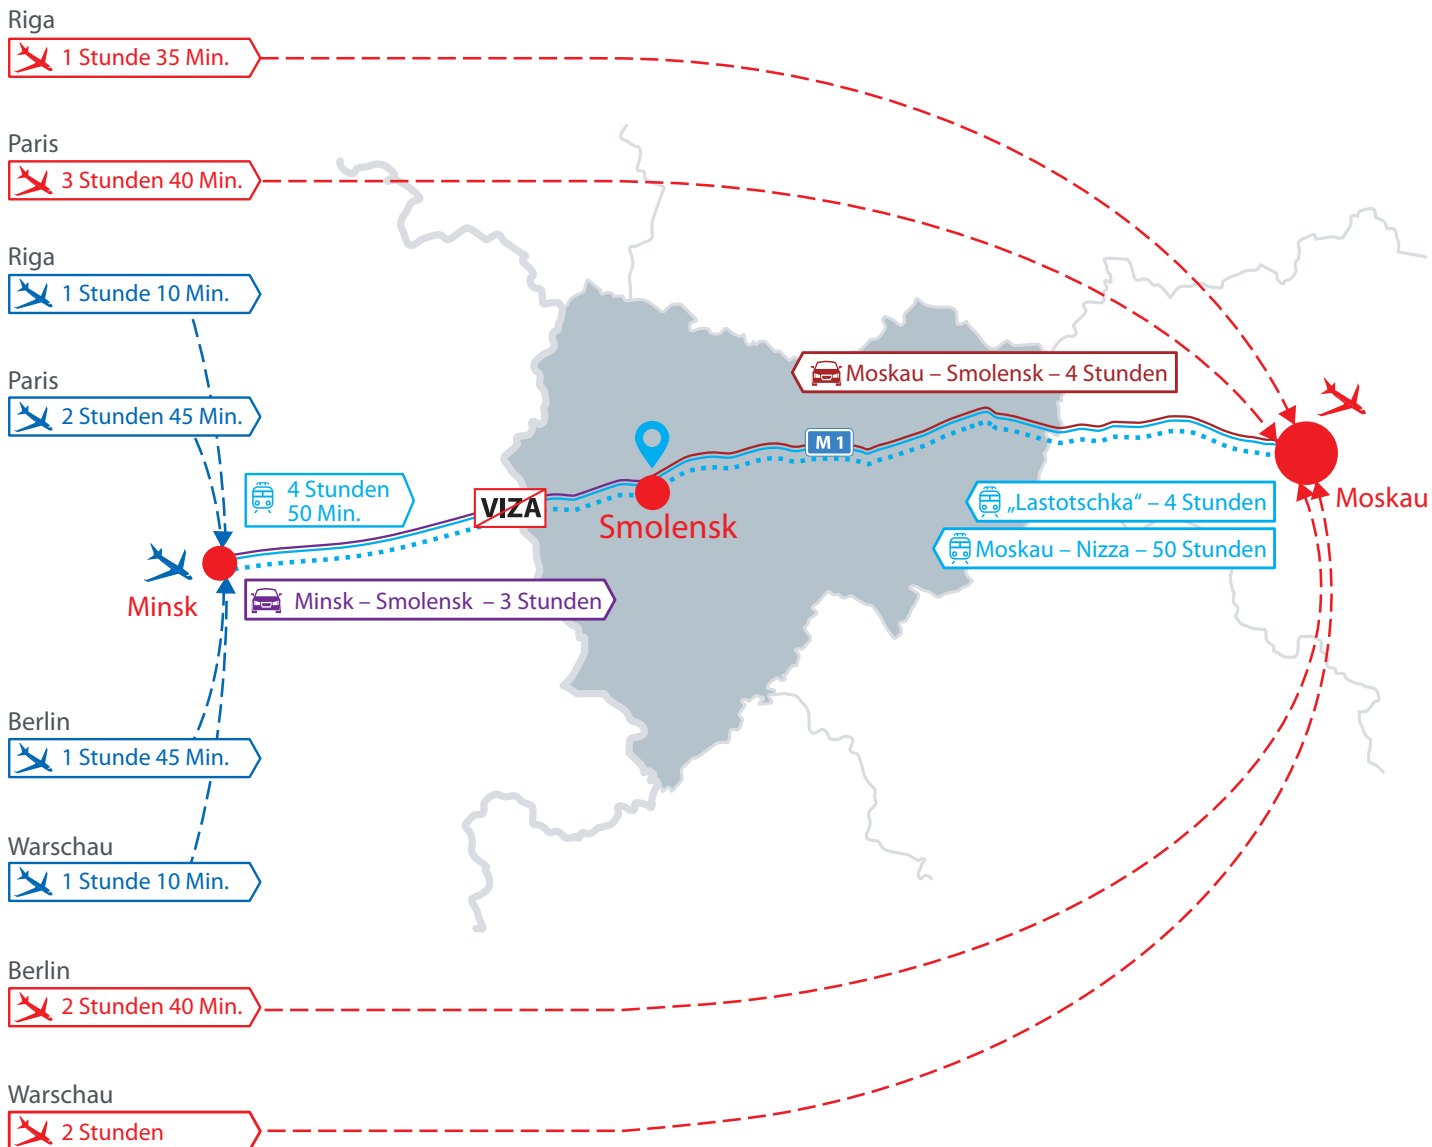 Riga
1 Stunde 35 Min.
Paris
3 Stunden 40 Min.
Riga
1 Stunde 10 Min.
Paris
2 Stunden 45 Min.
Moskau – Smolensk – 4 Stunden
M 1
4 Stunden
50 Min.
VIZA
Smolensk
„Lastotschka“ – 4 Stunden
Moskau
Moskau – Nizza – 50 Stunden
Minsk
Minsk – Smolensk – 3 Stunden
Berlin
1 Stunde 45 Min.
Warschau
1 Stunde 10 Min.
Berlin
2 Stunden 40 Min.
Warschau
2 Stunden